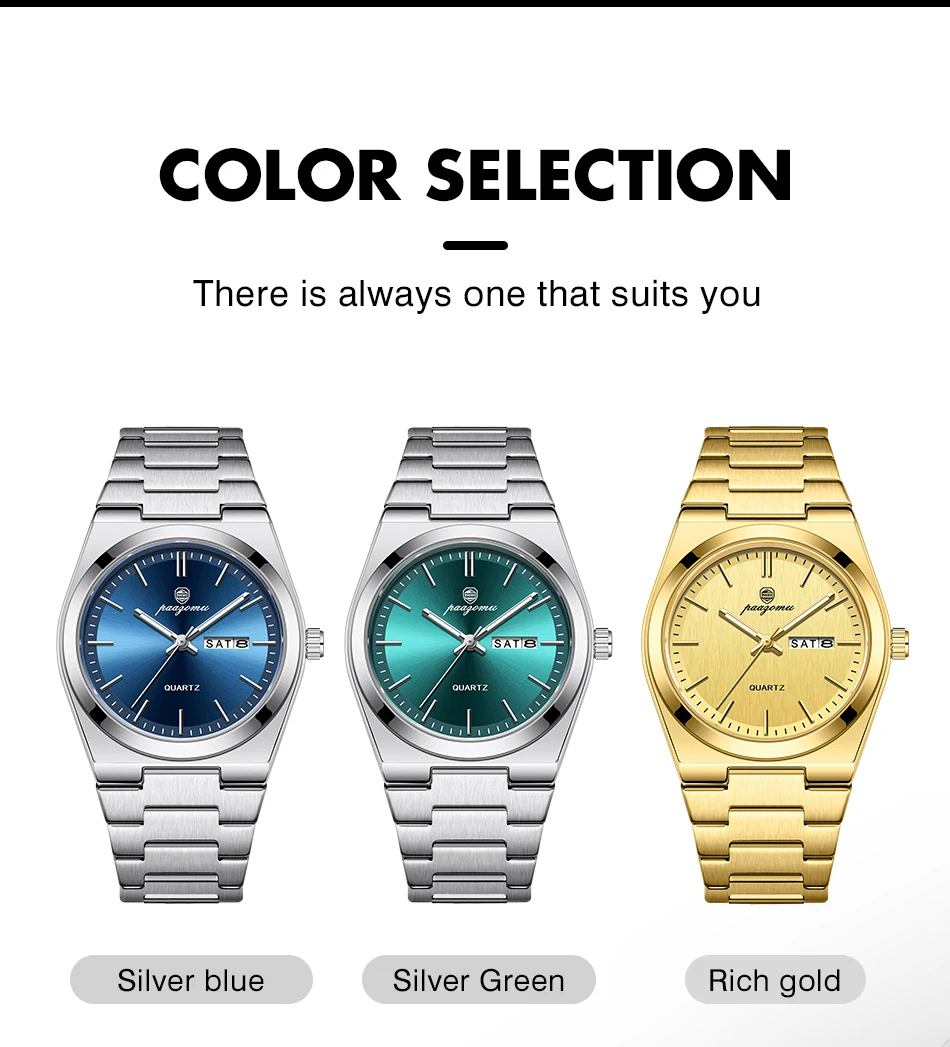 COLOR SELECTION
There is always one that suits you
paazomu
SAT 8
QUARTZ
paazomu
SAT 8
QUARTZ
paazomu
SAT 8
QUARTZ
Silver blue
Silver Green
Rich gold